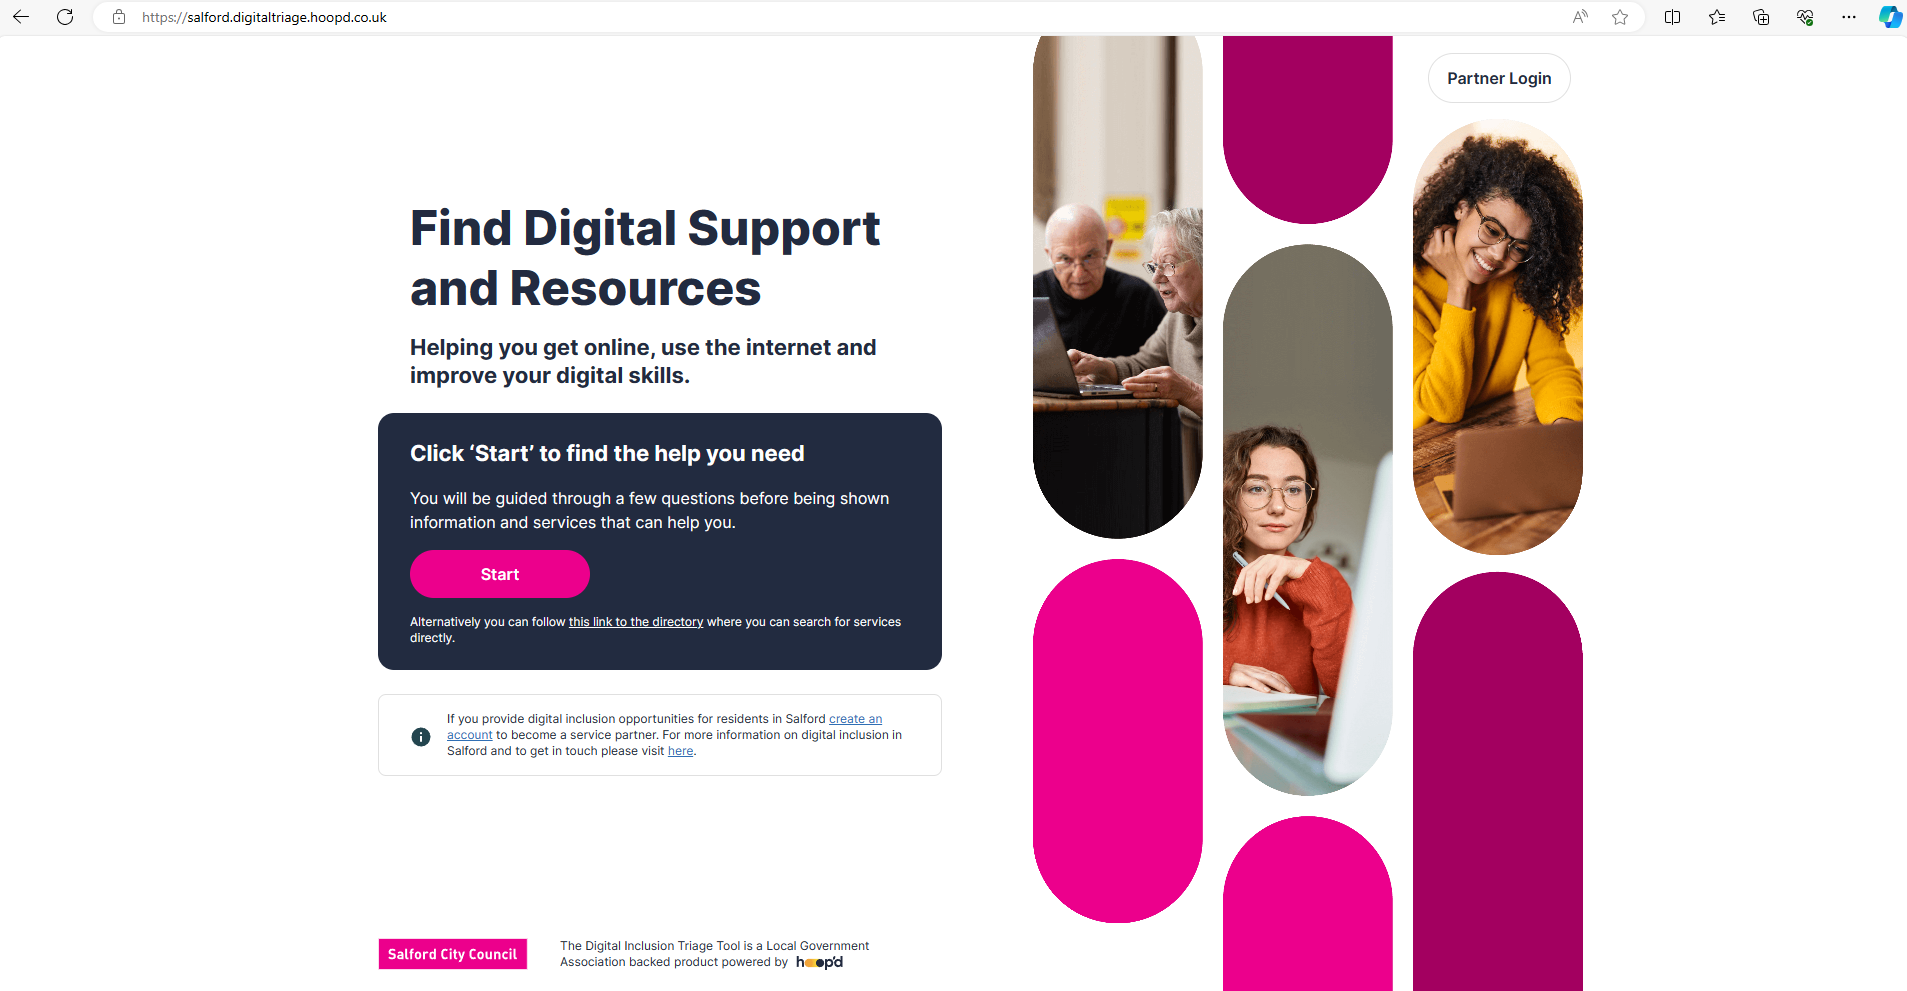 https://salford.digitaltriage.hoopd.co.uk
Partner Login
Find Digital Support
and Resources
Helping you get online, use the internet and
improve your digital skills.
Click ‘Start’ to find the help you need
You will be guided through a few questions before being shown
information and services that can help you.
Start
Alternatively you can follow this link to the directory where you can search for services
directly.
If you provide digital inclusion opportunities for residents in Salford create an
account to become a service partner. For more information on digital inclusion in
Salford and to get in touch please visit here.
Salford City Council
The Digital Inclusion Triage Tool is a Local Government
Association backed product powered by hoop'd